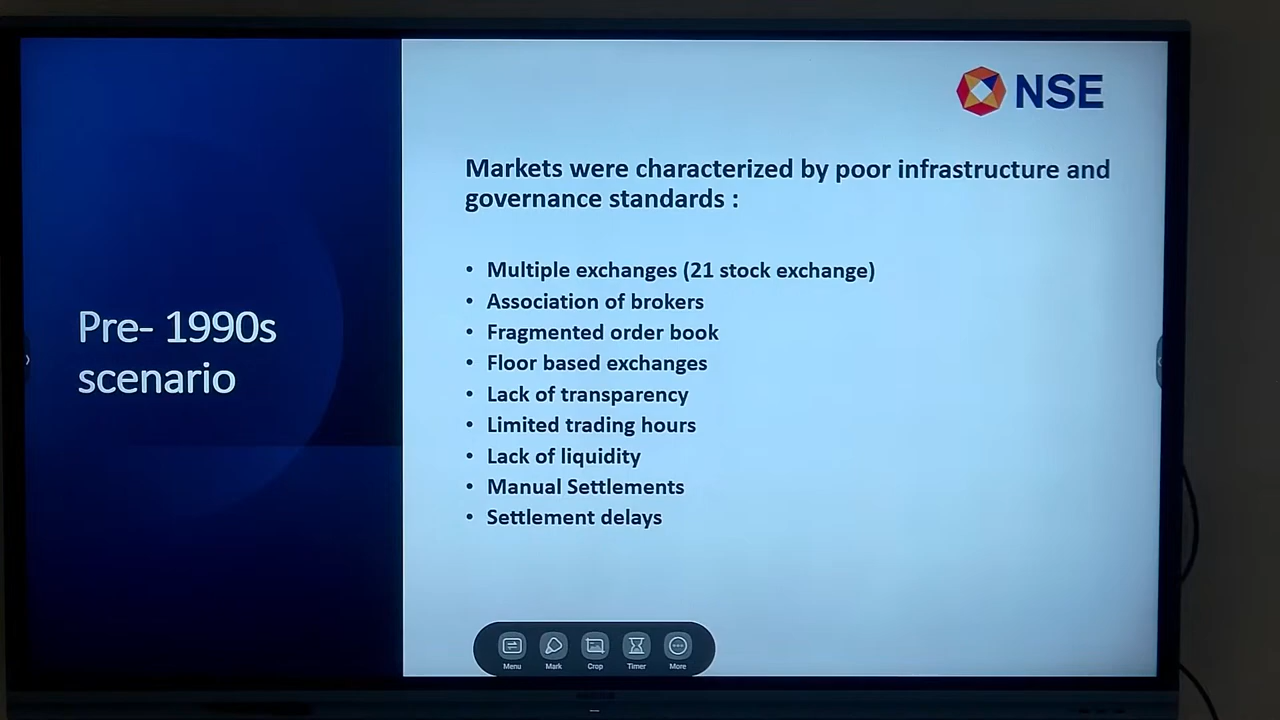 NSE
Markets were characterized by poor infrastructure and
governance standards :
• Multiple exchanges (21 stock exchange)
• Association of brokers
• Fragmented order book
• Floor based exchanges
• Lack of transparency
• Limited trading hours
• Lack of liquidity
• Manual Settlements
• Settlement delays
Pre- 1990s
scenario
Menu
Mark
Crop
Timer
More